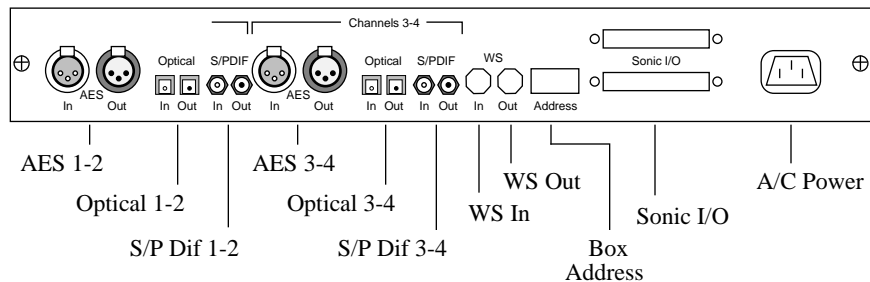 Channels 3-4
Optical S/PDIF Optical S/PDIF WS Sonic I/O
AES AES
In Out In Out In Out In Out In Out In Out In Out Address
AES 1-2 AES 3-4 WS Out A/C Power
Optical 1-2 Optical 3-4 WS In Sonic I/O
S/P Dif 1-2 S/P Dif 3-4 Box
Address